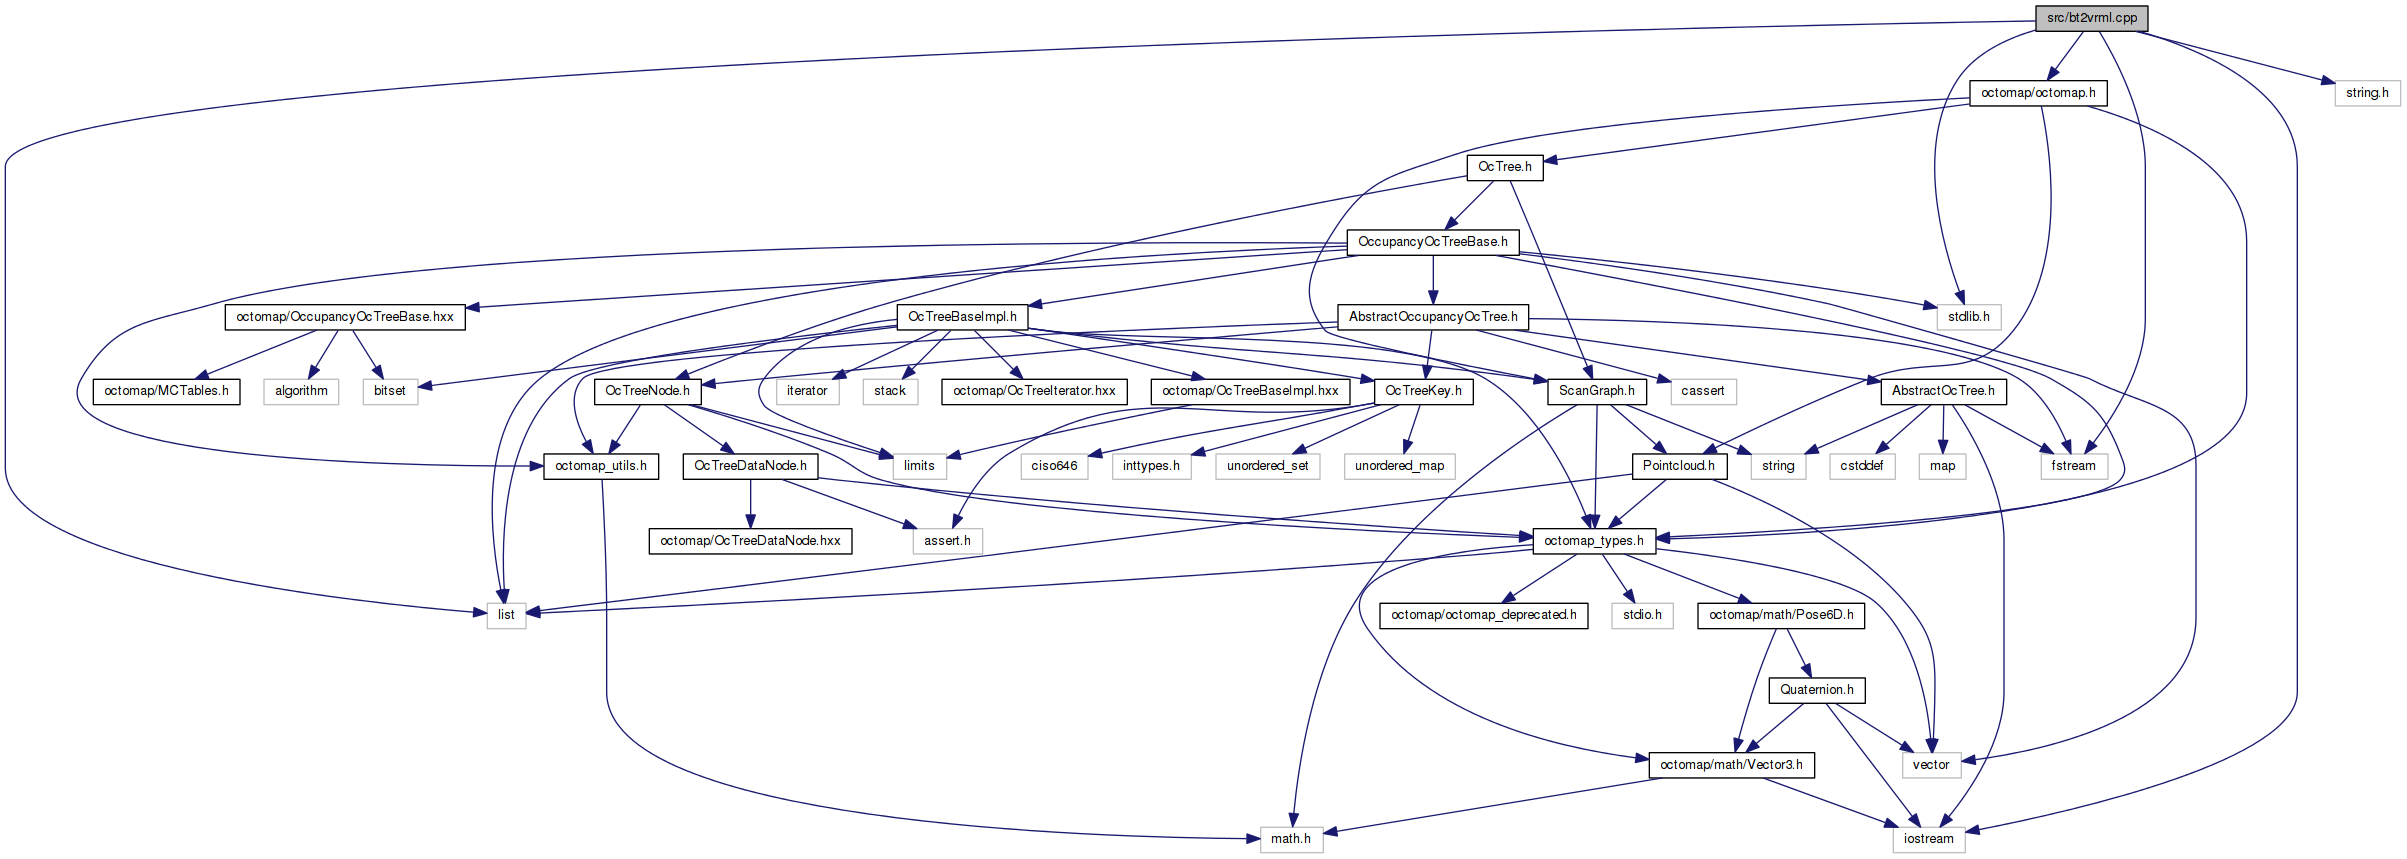 src/bt2vrml.cpp
octomap/octomap.h
string.h
OcTree.h
OccupancyOcTreeBase.h
octomap/OccupancyOcTreeBase.hxx
OcTreeBaseImpl.h
AbstractOccupancyOcTree.h
stdlib.h
octomap/MCTables.h
algorithm
bitset
OcTreeNode.h
iterator
stack
octomap/OcTreeIterator.hxx
octomap/OcTreeBaseImpl.hxx
OcTreeKey.h
ScanGraph.h
cassert
AbstractOcTree.h
octomap_utils.h
OcTreeDataNode.h
limits
ciso646
inttypes.h
unordered_set
unordered_map
Pointcloud.h
string
cstddef
map
fstream
octomap/OcTreeDataNode.hxx
assert.h
octomap_types.h
list
octomap/octomap_deprecated.h
stdio.h
octomap/math/Pose6D.h
Quaternion.h
octomap/math/Vector3.h
vector
math.h
iostream